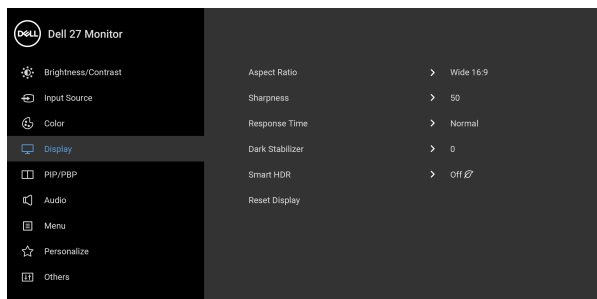 DELL Dell 27 Monitor
Brightness/Contrast Aspect Ratio Wide 16:9
Input Source Sharpness 50
Color Response Time Normal
Display Dark Stabilizer 0
PIP/PBP Smart HDR Off
Audio Reset Display
Menu
Personalize
Others